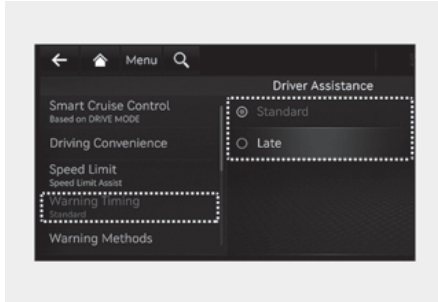 Menu
Driver Assistance
Smart Cruise Control
Based on DRIVE MODE
Driving Convenience
Speed Limit
Speed Limit Assist
Warning Timing
Standard
Warning Methods
Standard
Late